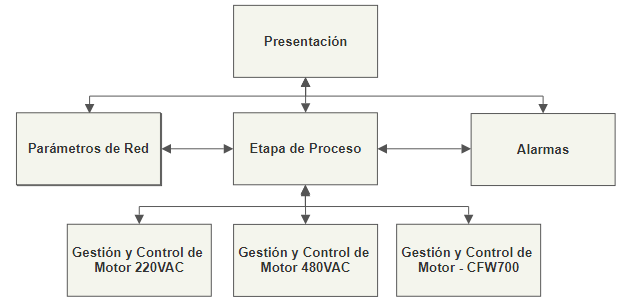 Presentación
Parámetros de Red
Etapa de Proceso
Alarmas
Gestión y Control de
Motor 220VAC
Gestión y Control de
Motor 480VAC
Gestión y Control de
Motor - CFW700